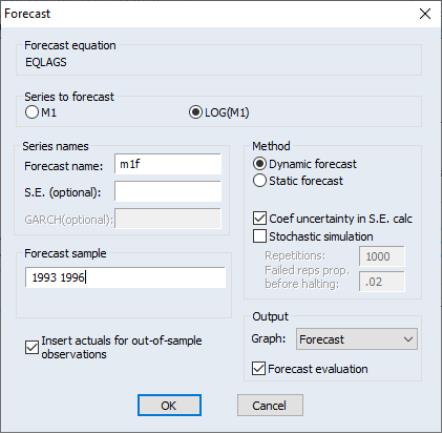 Forecast
Forecast equation
EQLAGS
Series to forecast
M1
LOG(M1)
Series names
Forecast name:
m1f
S.E. (optional):
GARCH(optional):
Forecast sample
1993 1996
Insert actuals for out-of-sample
observations
Method
Dynamic forecast
Static forecast
Coef uncertainty in S.E. calc
Stochastic simulation
Repetitions:
1000
Failed reps prop.
before halting:
.02
Output
Graph:
Forecast
Forecast evaluation
OK
Cancel